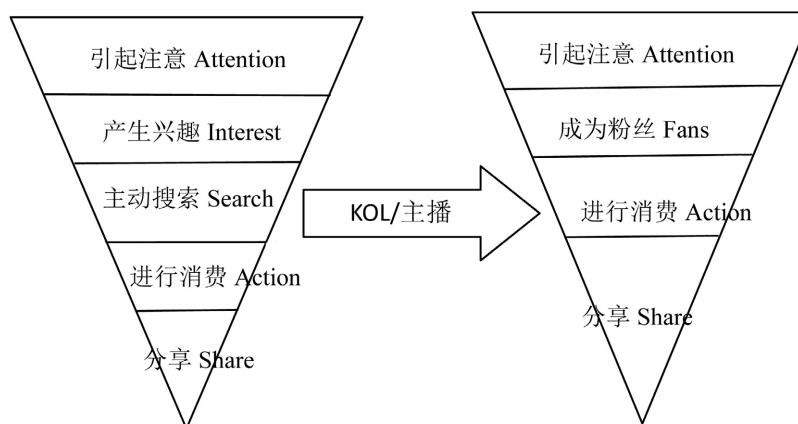 引起注意 Attention
产生兴趣 Interest
主动搜索 Search
进行消费 Action
分享 Share
KOL/主播
引起注意 Attention
成为粉丝 Fans
进行消费 Action
分享 Share